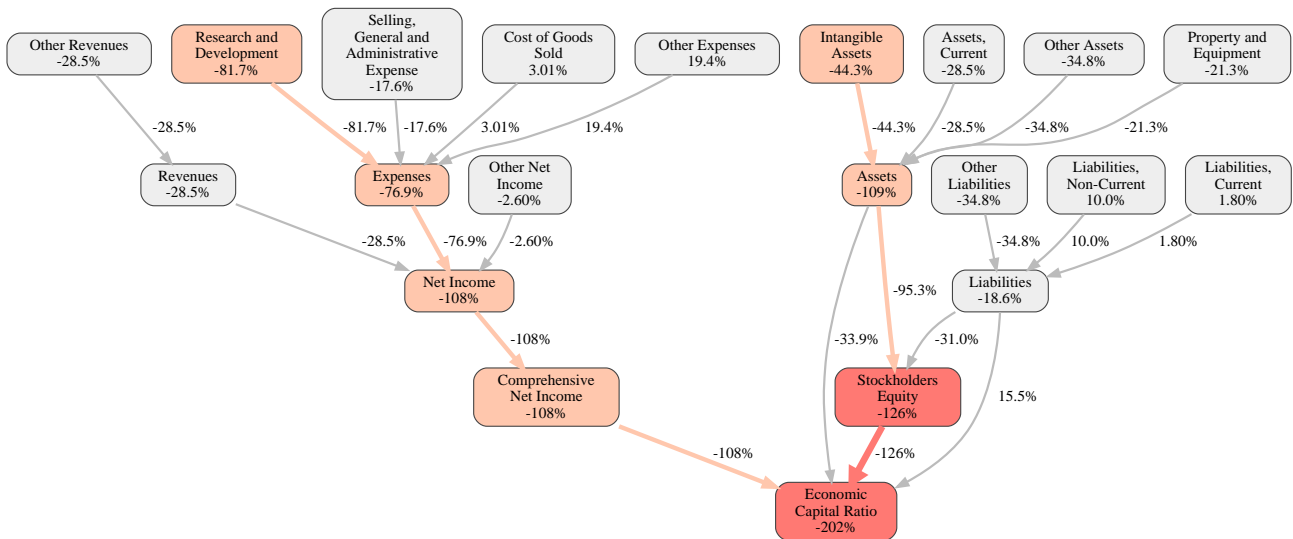 Other Revenues
-28.5%
Research and
Development
-81.7%
Selling,
General and
Administrative
Expense
-17.6%
Cost of Goods
Sold
3.01%
Other Expenses
19.4%
Intangible
Assets
-44.3%
Assets,
Current
-28.5%
Other Assets
-34.8%
Property and
Equipment
-21.3%
-28.5%
-81.7%
-17.6%
3.01%
19.4%
-44.3%
-28.5%
-34.8%
-21.3%
Revenues
-28.5%
Expenses
-76.9%
Other Net
Income
-2.60%
Assets
-109%
Other
Liabilities
-34.8%
Liabilities,
Non-Current
10.0%
Liabilities,
Current
1.80%
-28.5%
-76.9%
-2.60%
-34.8%
10.0%
1.80%
Net Income
-108%
-95.3%
Liabilities
-18.6%
-108%
-33.9%
-31.0%
Comprehensive
Net Income
-108%
Stockholders
Equity
-126%
15.5%
-108%
-126%
Economic
Capital Ratio
-202%